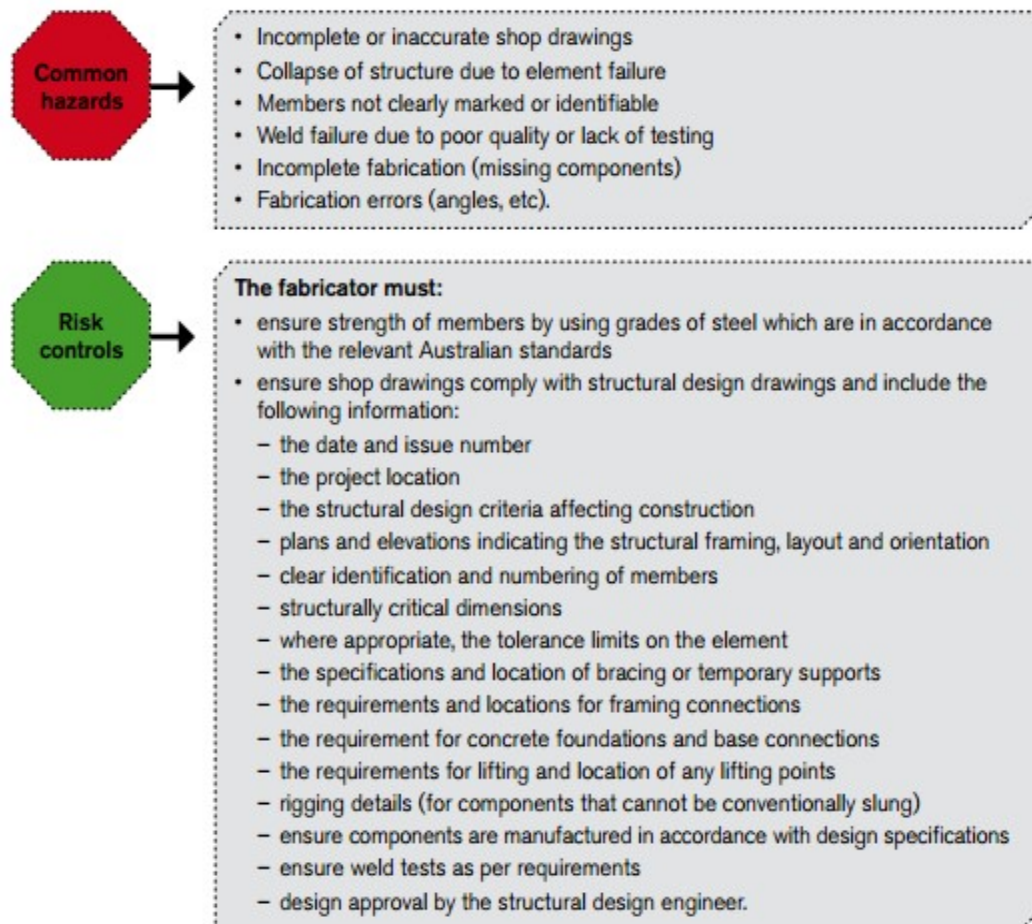 Common
hazards
• Incomplete or inaccurate shop drawings
• Collapse of structure due to element failure
• Members not clearly marked or identifiable
• Weld failure due to poor quality or lack of testing
• Incomplete fabrication (missing components)
• Fabrication errors (angles, etc).
Risk
controls
The fabricator must:
• ensure strength of members by using grades of steel which are in accordance
with the relevant Australian standards
• ensure shop drawings comply with structural design drawings and include the
following information:
– the date and issue number
– the project location
– the structural design criteria affecting construction
– plans and elevations indicating the structural framing, layout and orientation
– clear identification and numbering of members
– structurally critical dimensions
– where appropriate, the tolerance limits on the element
– the specifications and location of bracing or temporary supports
– the requirements and locations for framing connections
– the requirement for concrete foundations and base connections
– the requirements for lifting and location of any lifting points
– rigging details (for components that cannot be conventionally slung)
– ensure components are manufactured in accordance with design specifications
– ensure weld tests as per requirements
– design approval by the structural design engineer.